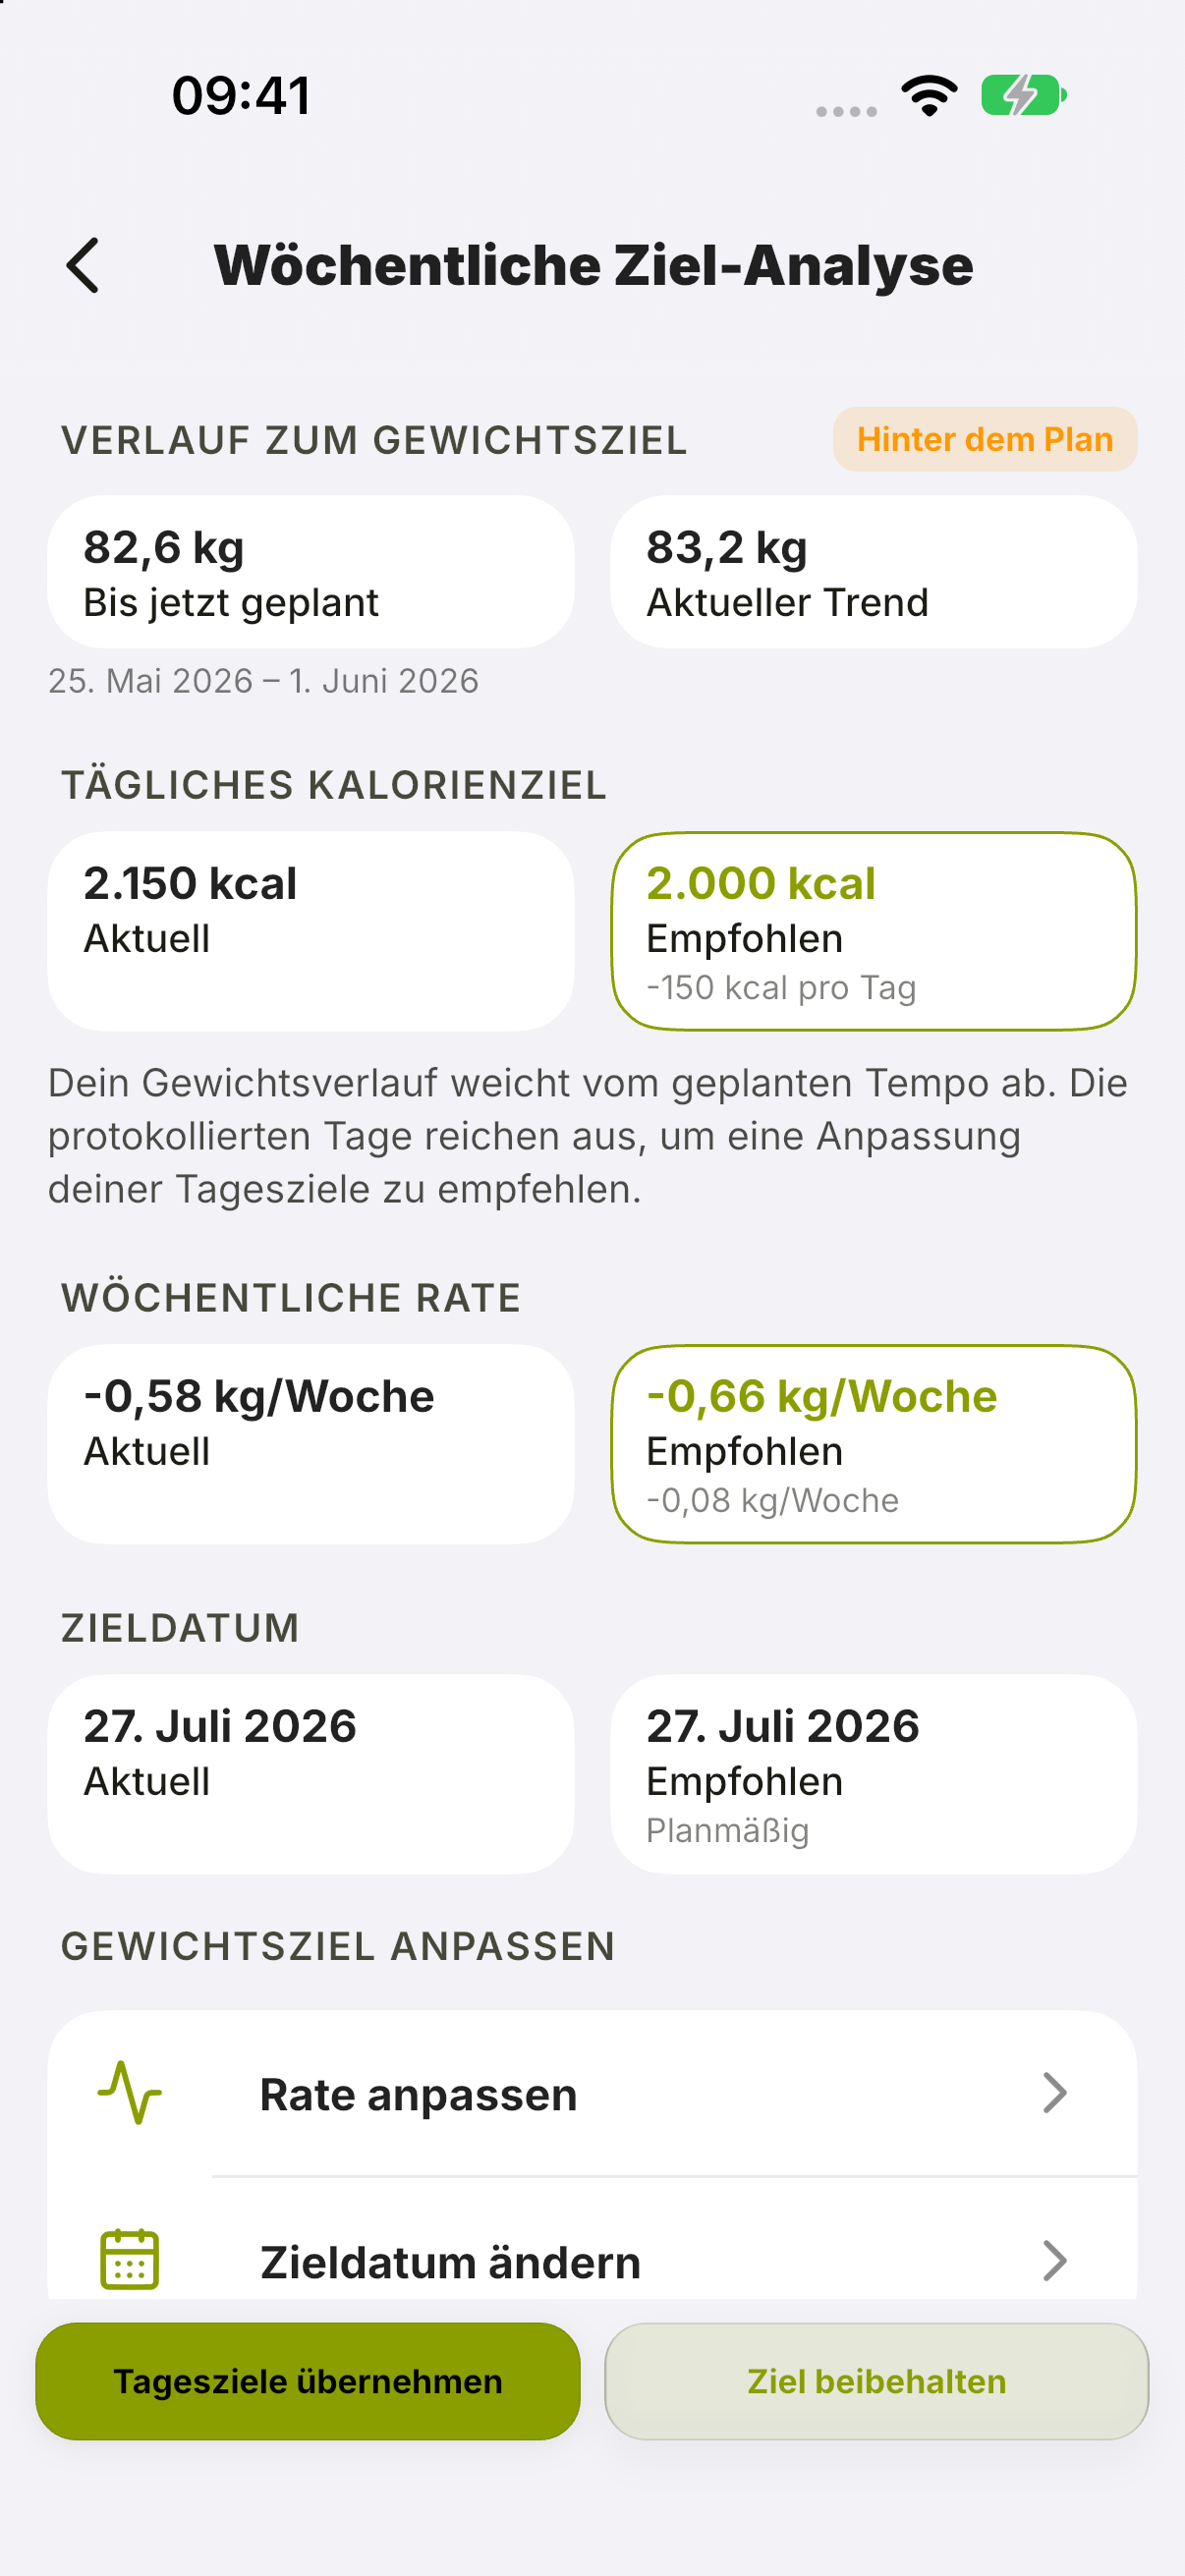 09:41
Wöchentliche Ziel-Analyse
VERLAUF ZUM GEWICHTSZIEL
Hinter dem Plan
82,6 kg
Bis jetzt geplant
83,2 kg
Aktueller Trend
25. Mai 2026 – 1. Juni 2026
TÄGLICHES KALORIENZIEL
2.150 kcal
Aktuell
2.000 kcal
Empfohlen
-150 kcal pro Tag
Dein Gewichtsverlauf weicht vom geplanten Tempo ab. Die
protokollierten Tage reichen aus, um eine Anpassung
deiner Tagesziele zu empfehlen.
WÖCHENTLICHE RATE
-0,58 kg/Woche
Aktuell
-0,66 kg/Woche
Empfohlen
-0,08 kg/Woche
ZIELDATUM
27. Juli 2026
Aktuell
27. Juli 2026
Empfohlen
Planmäßig
GEWICHTSZIEL ANPASSEN
Rate anpassen
Zieldatum ändern
Tagesziele übernehmen
Ziel beibehalten